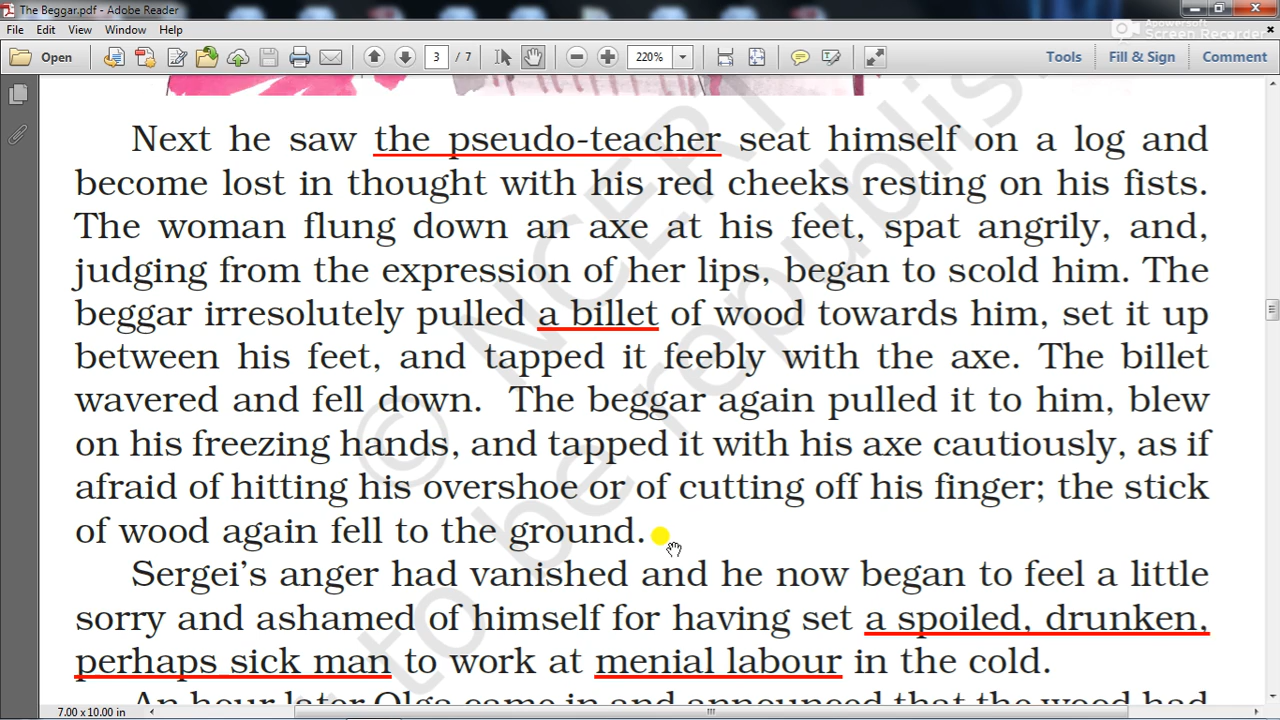 The Beggar.pdf - Adobe Reader
File Edit View Window Help
Apowersoft
Screen Recorder
Open 3 / 7 220% Tools Fill & Sign Comment
Next he saw the pseudo-teacher seat himself on a log and
become lost in thought with his red cheeks resting on his fists.
The woman flung down an axe at his feet, spat angrily, and,
judging from the expression of her lips, began to scold him. The
beggar irresolutely pulled a billet of wood towards him, set it up
between his feet, and tapped it feebly with the axe. The billet
wavered and fell down. The beggar again pulled it to him, blew
on his freezing hands, and tapped it with his axe cautiously, as if
afraid of hitting his overshoe or of cutting off his finger; the stick
of wood again fell to the ground.
Sergei's anger had vanished and he now began to feel a little
sorry and ashamed of himself for having set a spoiled, drunken,
perhaps sick man to work at menial labour in the cold.
An hour later Olga came in and announced that the wood had
© NCERT
to be republis
7.00 x 10.00 in